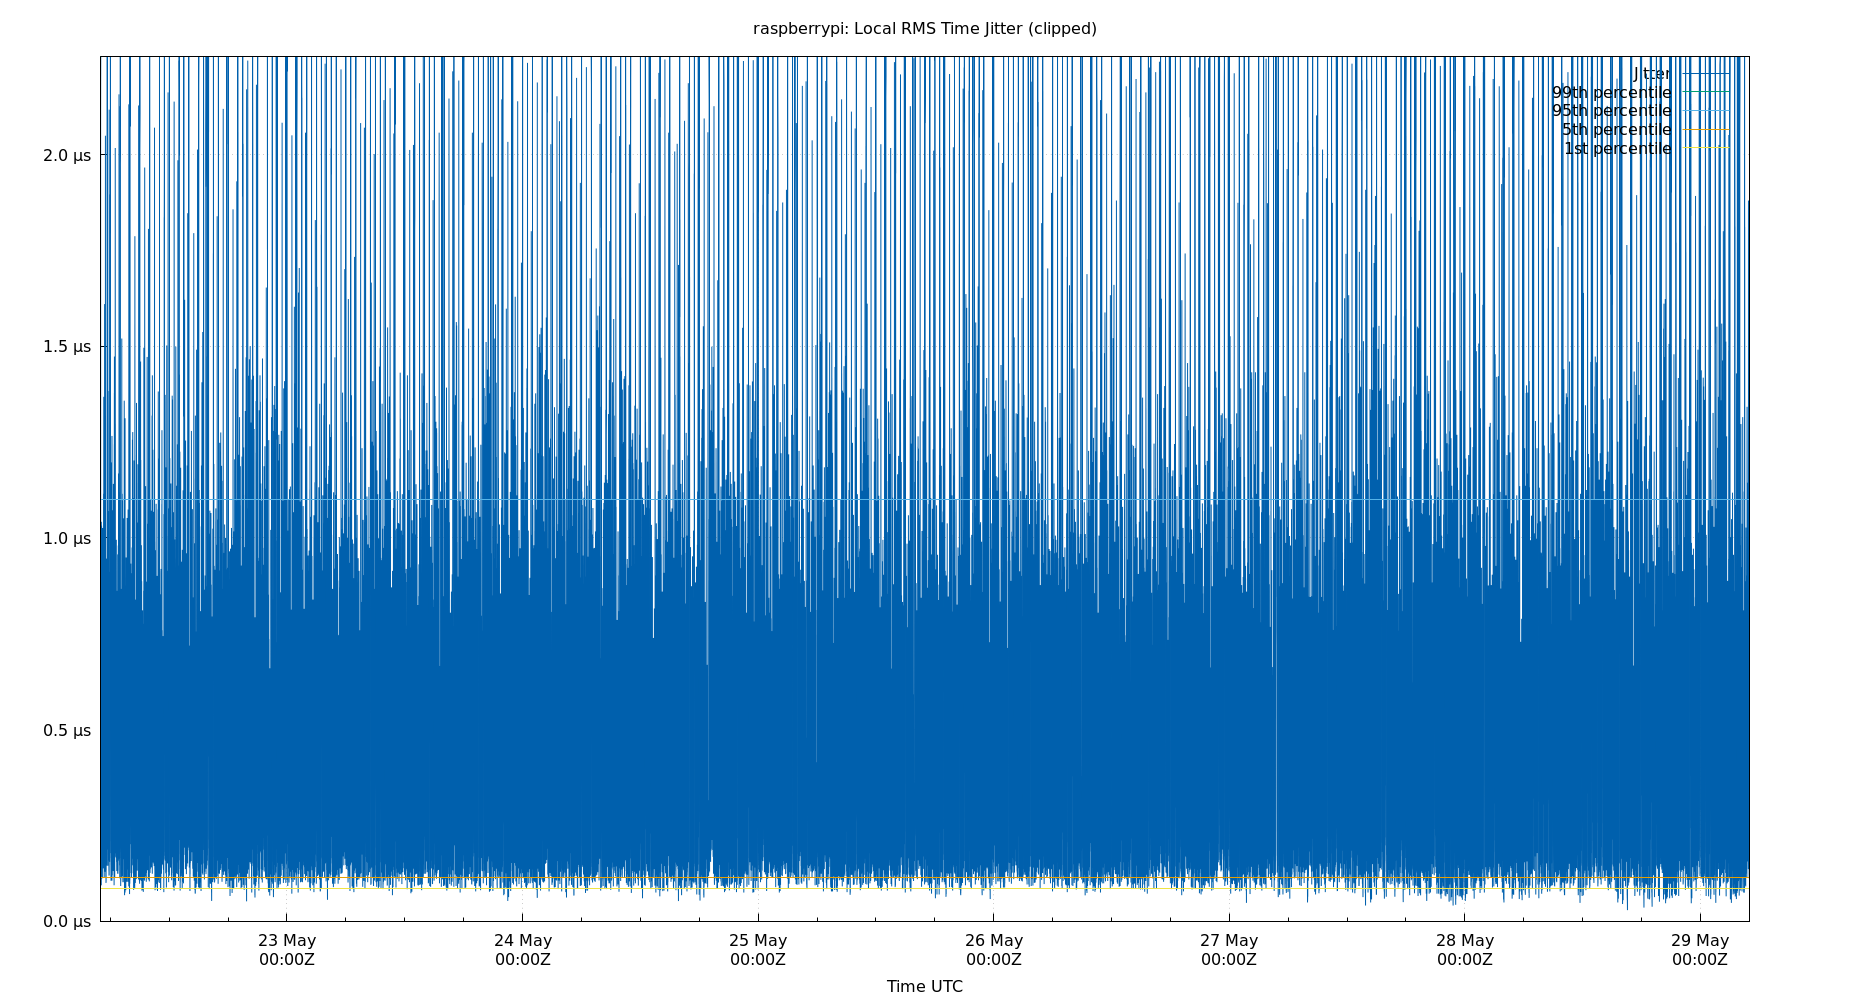 raspberrypi: Local RMS Time Jitter (clipped)
Jitter
99th percentile
95th percentile
5th percentile
1st percentile
2.0 µs
1.5 µs
1.0 µs
0.5 µs
0.0 µs
23 May
00:00Z
24 May
00:00Z
25 May
00:00Z
26 May
00:00Z
27 May
00:00Z
28 May
00:00Z
29 May
00:00Z
Time UTC